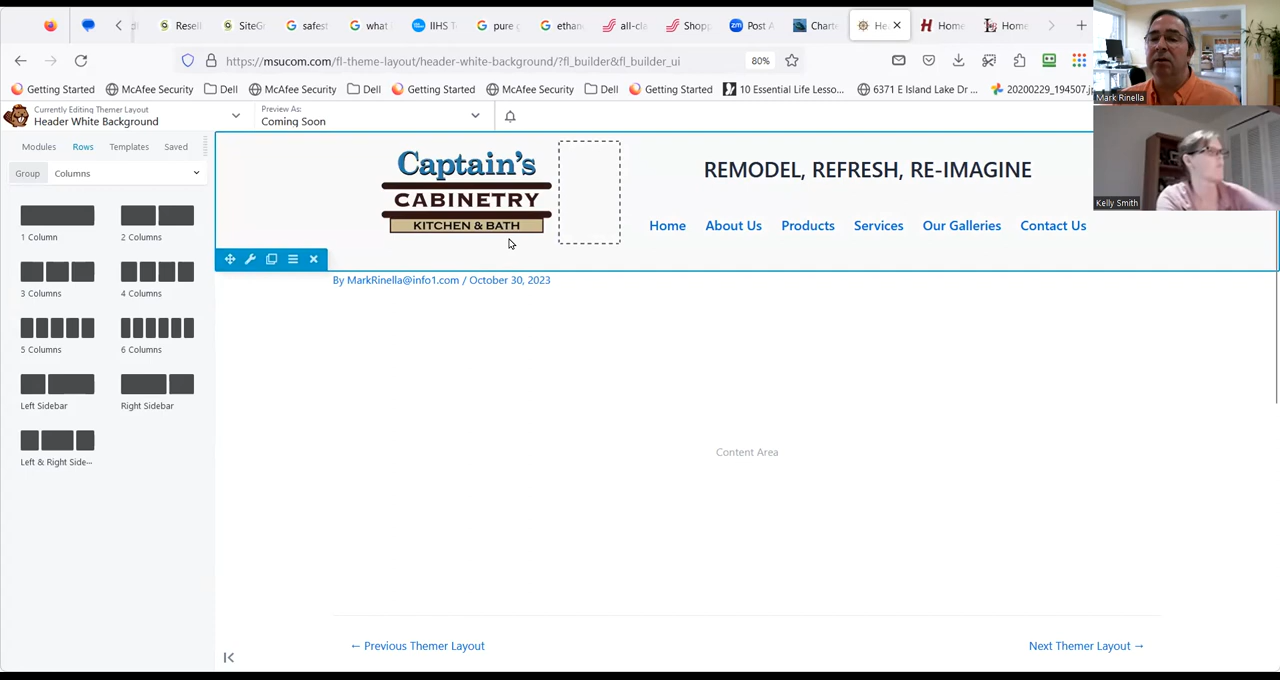 Resell
SiteG
safest
what
IIHS T
pure g
ethan
all-cla
Shopp
zm
Post A
Charte
He
Home
Home
https://msucom.com/fl-theme-layout/header-white-background/?fl_builder&fl_builder_ui
80%
Getting Started
McAfee Security
Dell
McAfee Security
Dell
Getting Started
McAfee Security
Dell
Getting Started
10 Essential Life Lesso...
6371 E Island Lake Dr ...
20200229_194507.j
Mark Rinella
Currently Editing Themer Layout
Header White Background
Preview As:
Coming Soon
Modules
Rows
Templates
Saved
Group
Columns
Captain's
CABINETRY
KITCHEN & BATH
REMODEL, REFRESH, RE-IMAGINE
Kelly Smith
Home
About Us
Products
Services
Our Galleries
Contact Us
1 Column
2 Columns
3 Columns
4 Columns
5 Columns
6 Columns
Left Sidebar
Right Sidebar
Left & Right Side···
By MarkRinella@info1.com / October 30, 2023
Content Area
← Previous Themer Layout
Next Themer Layout →